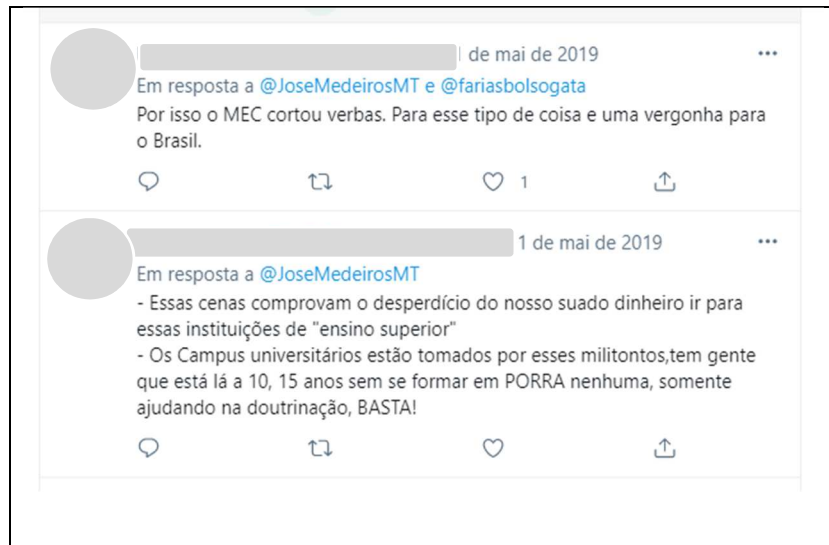 de mai de 2019
Em resposta a @JoseMedeirosMT e @fariasbolsogata
Por isso o MEC cortou verbas. Para esse tipo de coisa e uma vergonha para
o Brasil.
1
1 de mai de 2019
Em resposta a @JoseMedeirosMT
- Essas cenas comprovam o desperdício do nosso suado dinheiro ir para
essas instituições de "ensino superior"
- Os Campus universitários estão tomados por esses militontos,tem gente
que está lá a 10, 15 anos sem se formar em PORRA nenhuma, somente
ajudando na doutrinação, BASTA!